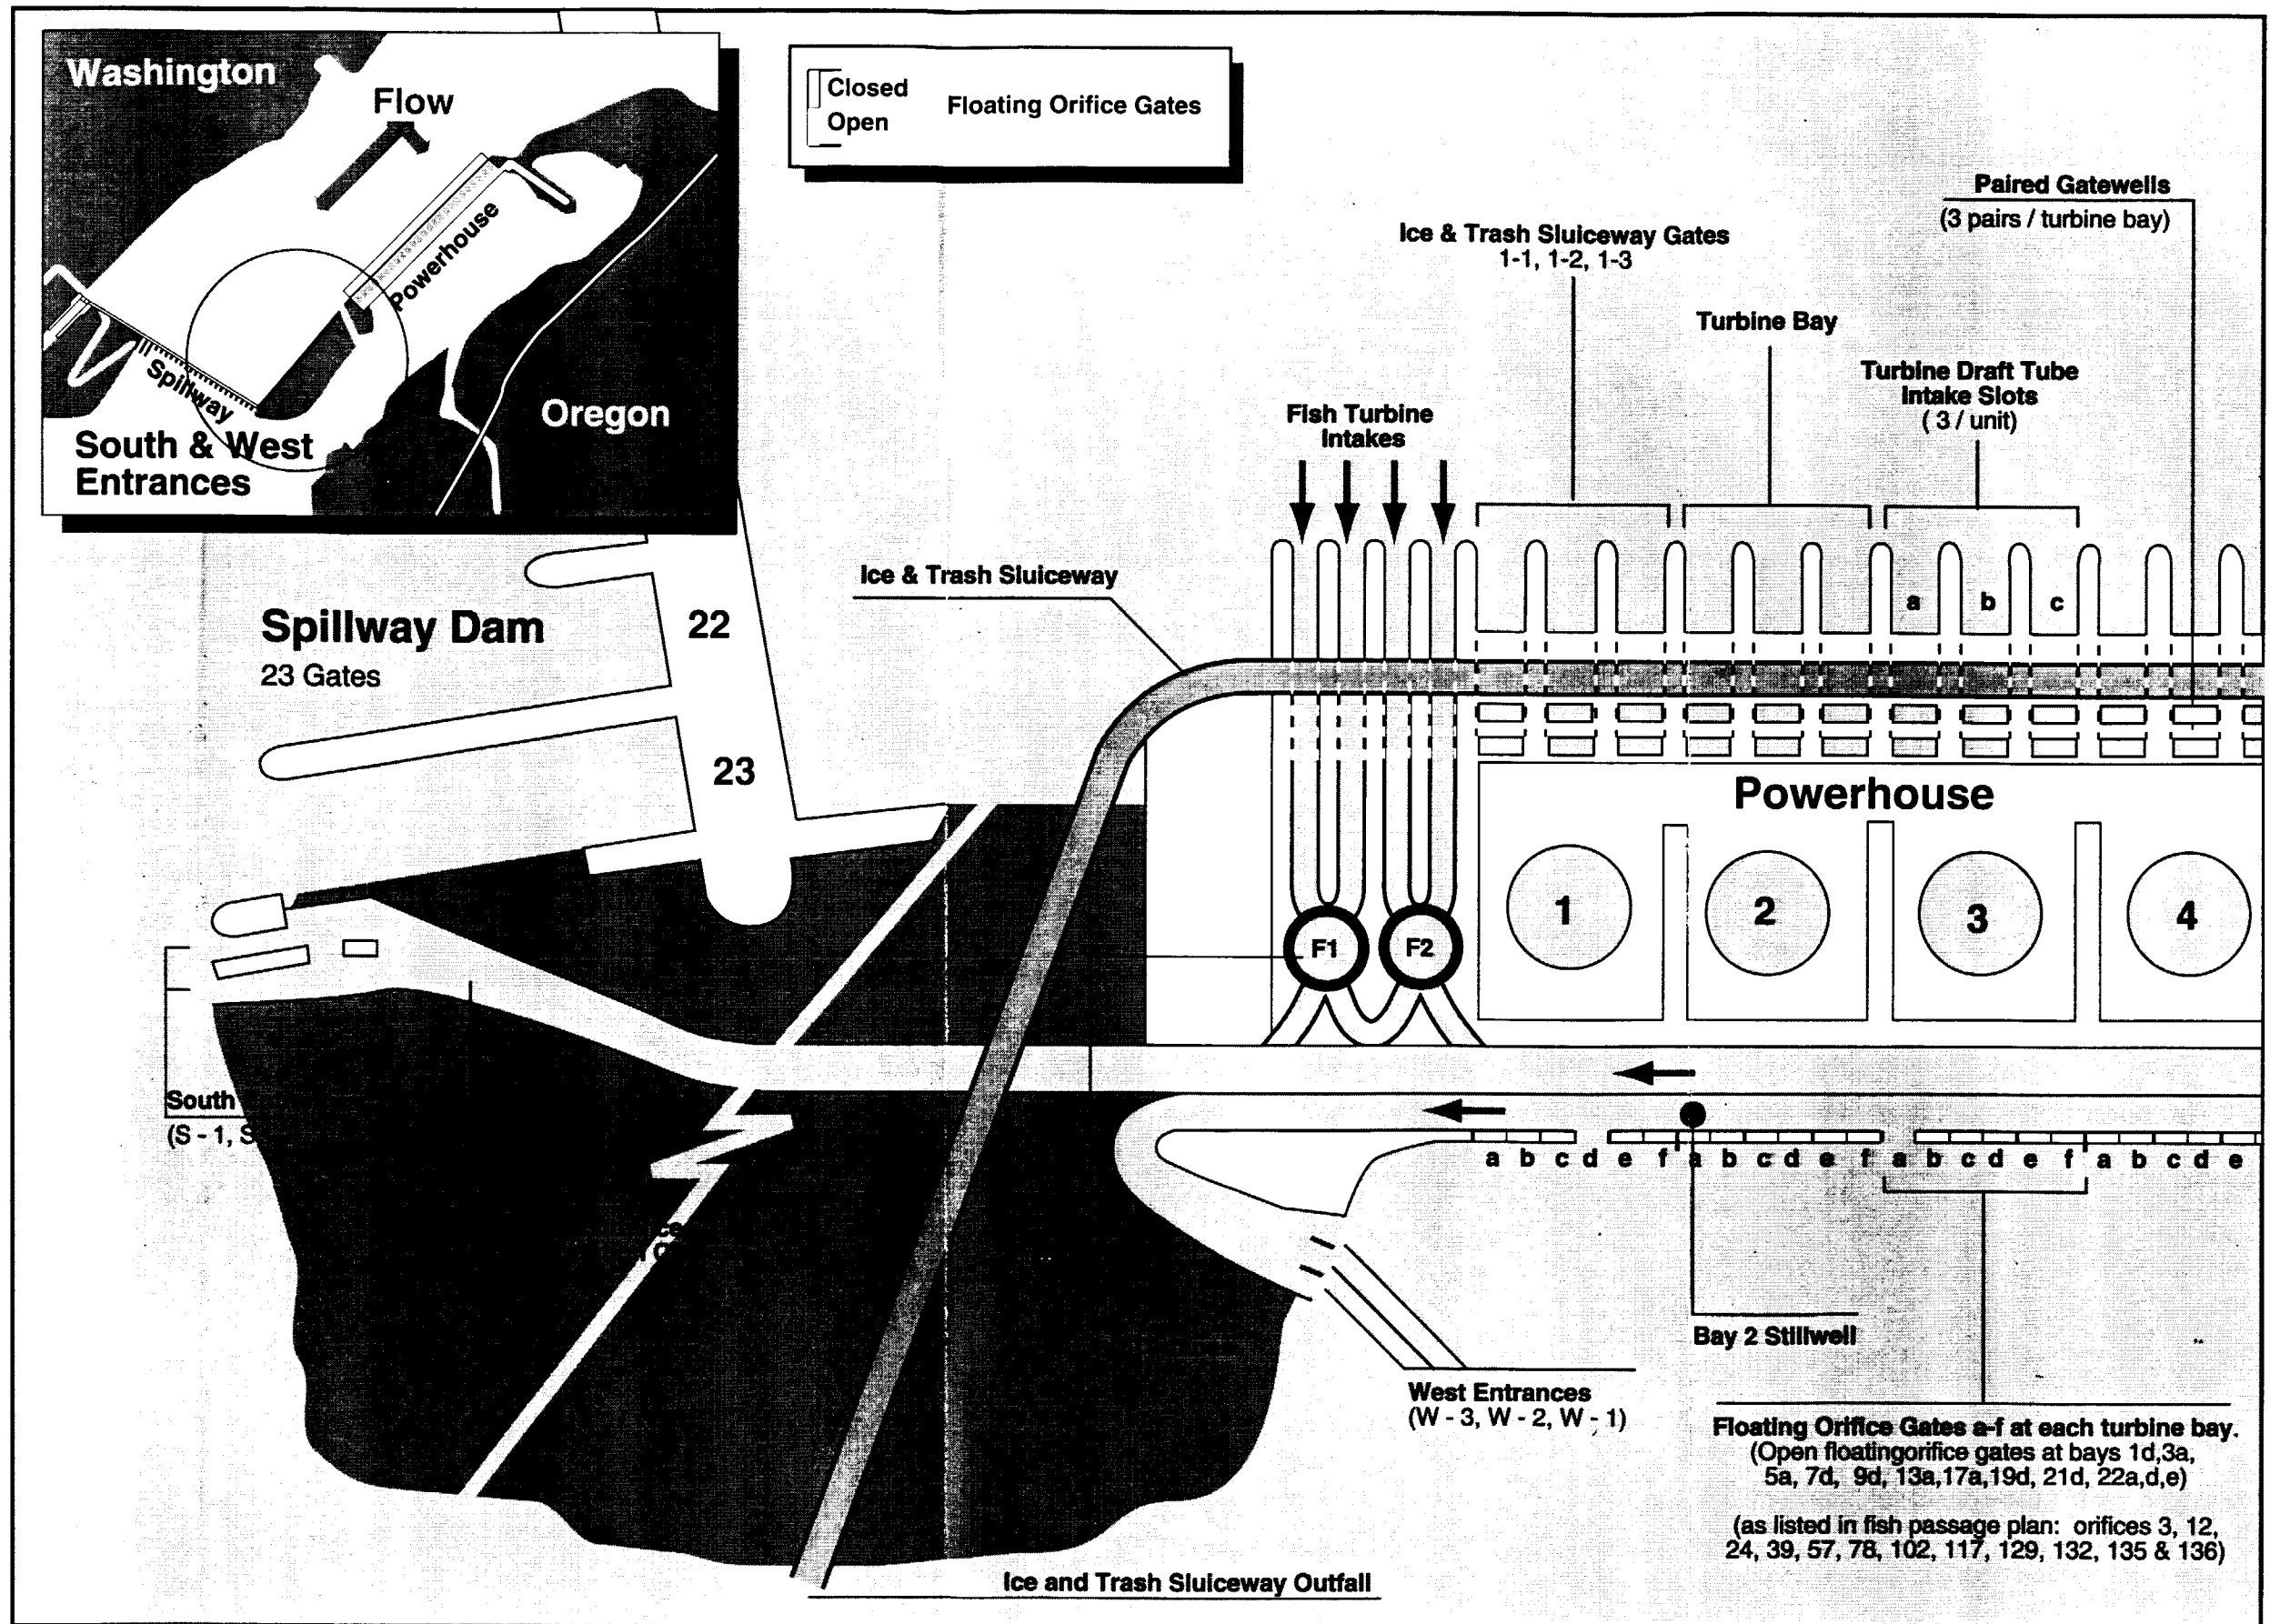 Washington
Flow
Powerhouse
Spillway
Oregon
South & West
Entrances
Closed
Open
Floating Orifice Gates
Paired Gatewells
(3 pairs / turbine bay)
Ice & Trash Sluiceway Gates
1-1, 1-2, 1-3
Turbine Bay
Turbine Draft Tube
Intake Slots
( 3 / unit)
Fish Turbine
Intakes
Ice & Trash Sluiceway
a b c
Spillway Dam
23 Gates
22
23
Powerhouse
1 2 3 4
F1 F2
South
(S - 1, S
a b c d e f a b c d e f a b c d e f a b c d e
Bay 2 Stillwell
West Entrances
(W - 3, W - 2, W - 1)
Floating Orifice Gates a-f at each turbine bay.
(Open floatingorifice gates at bays 1d,3a,
5a, 7d, 9d, 13a,17a,19d, 21d, 22a,d,e)
(as listed in fish passage plan: orifices 3, 12,
24, 39, 57, 78, 102, 117, 129, 132, 135 & 136)
Ice and Trash Sluiceway Outfall